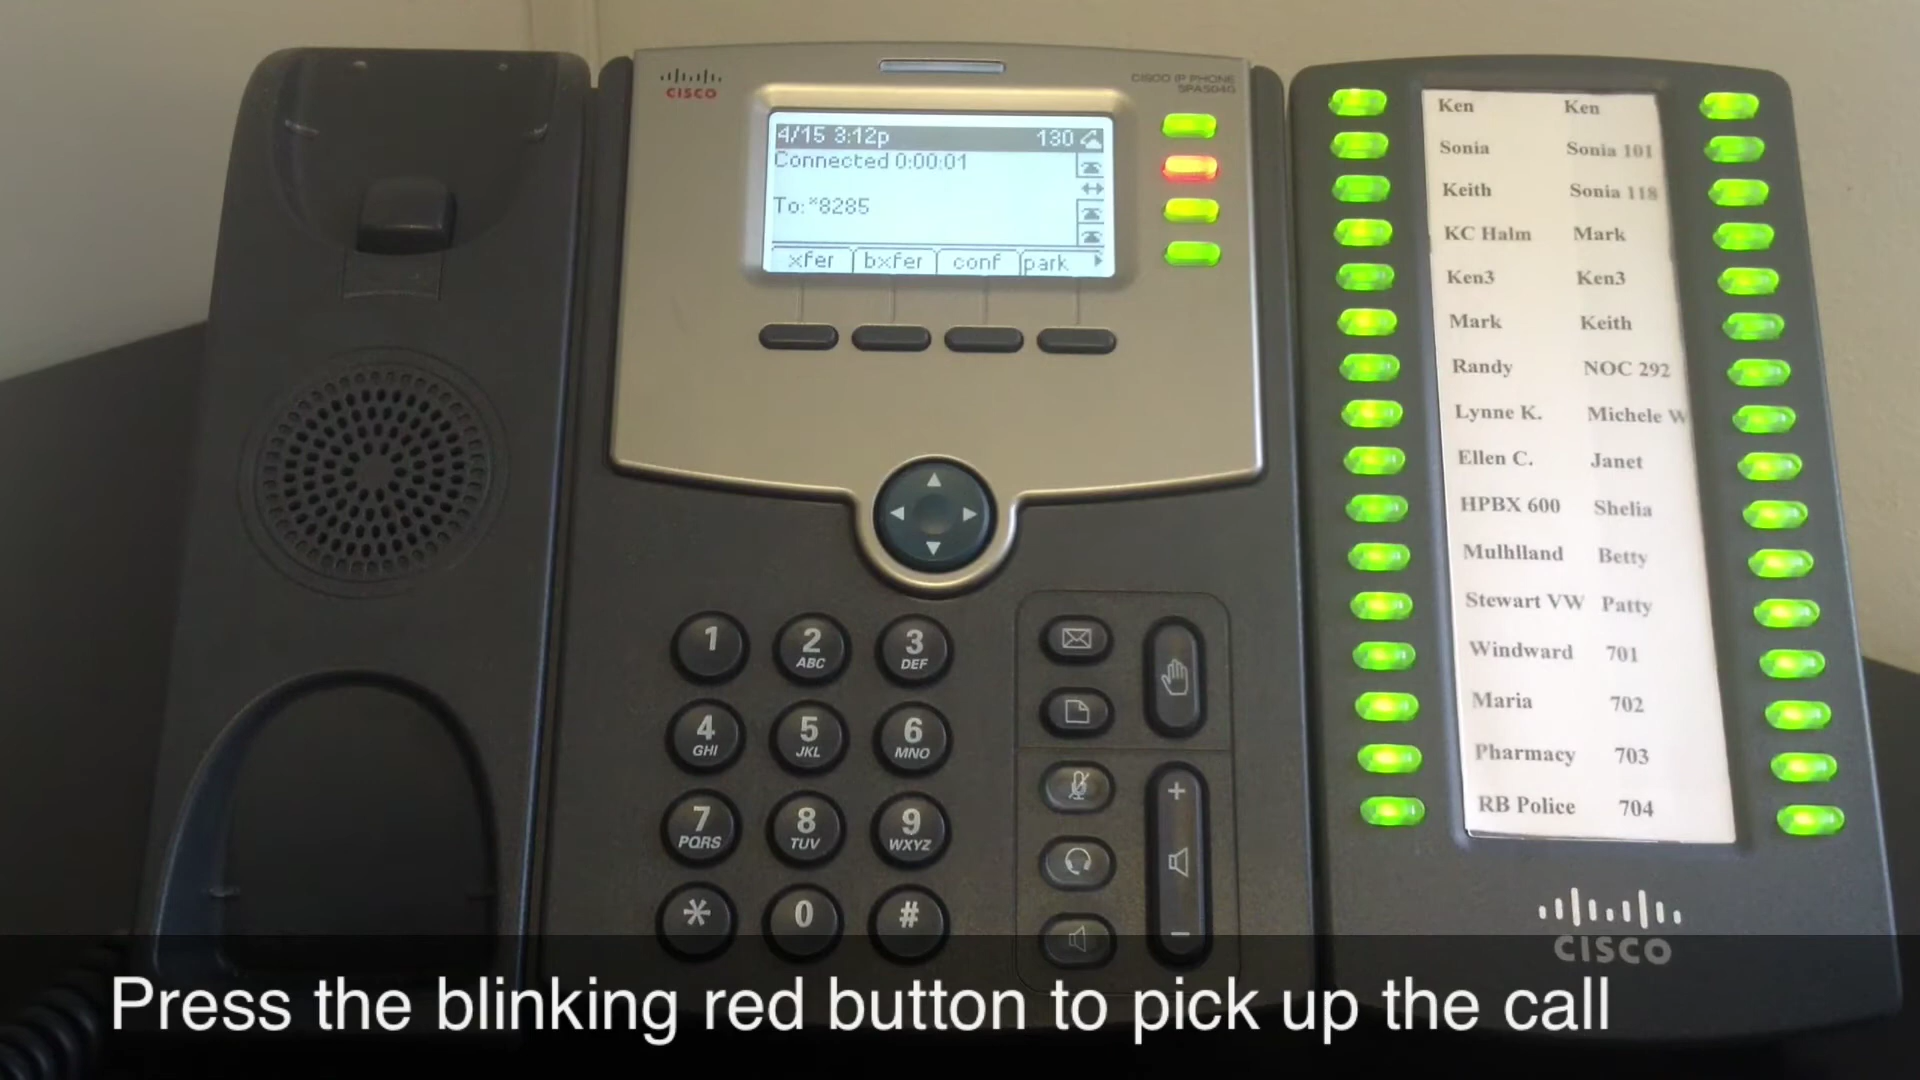 CISCO
CISCO IP PHONE
SPA504G
4/15 3:12p 130
Connected 0:00:01
To:*8285
xfer bxfer conf park
1
2 ABC
3 DEF
4 GHI
5 JKL
6 MNO
7 PQRS
8 TUV
9 WXYZ
*
0
#
+
-
Ken Ken
Sonia Sonia 101
Keith Sonia 118
KC Halm Mark
Ken3 Ken3
Mark Keith
Randy NOC 292
Lynne K. Michele W
Ellen C. Janet
HPBX 600 Shelia
Mulhlland Betty
Stewart VW Patty
Windward 701
Maria 702
Pharmacy 703
RB Police 704
CISCO
Press the blinking red button to pick up the call